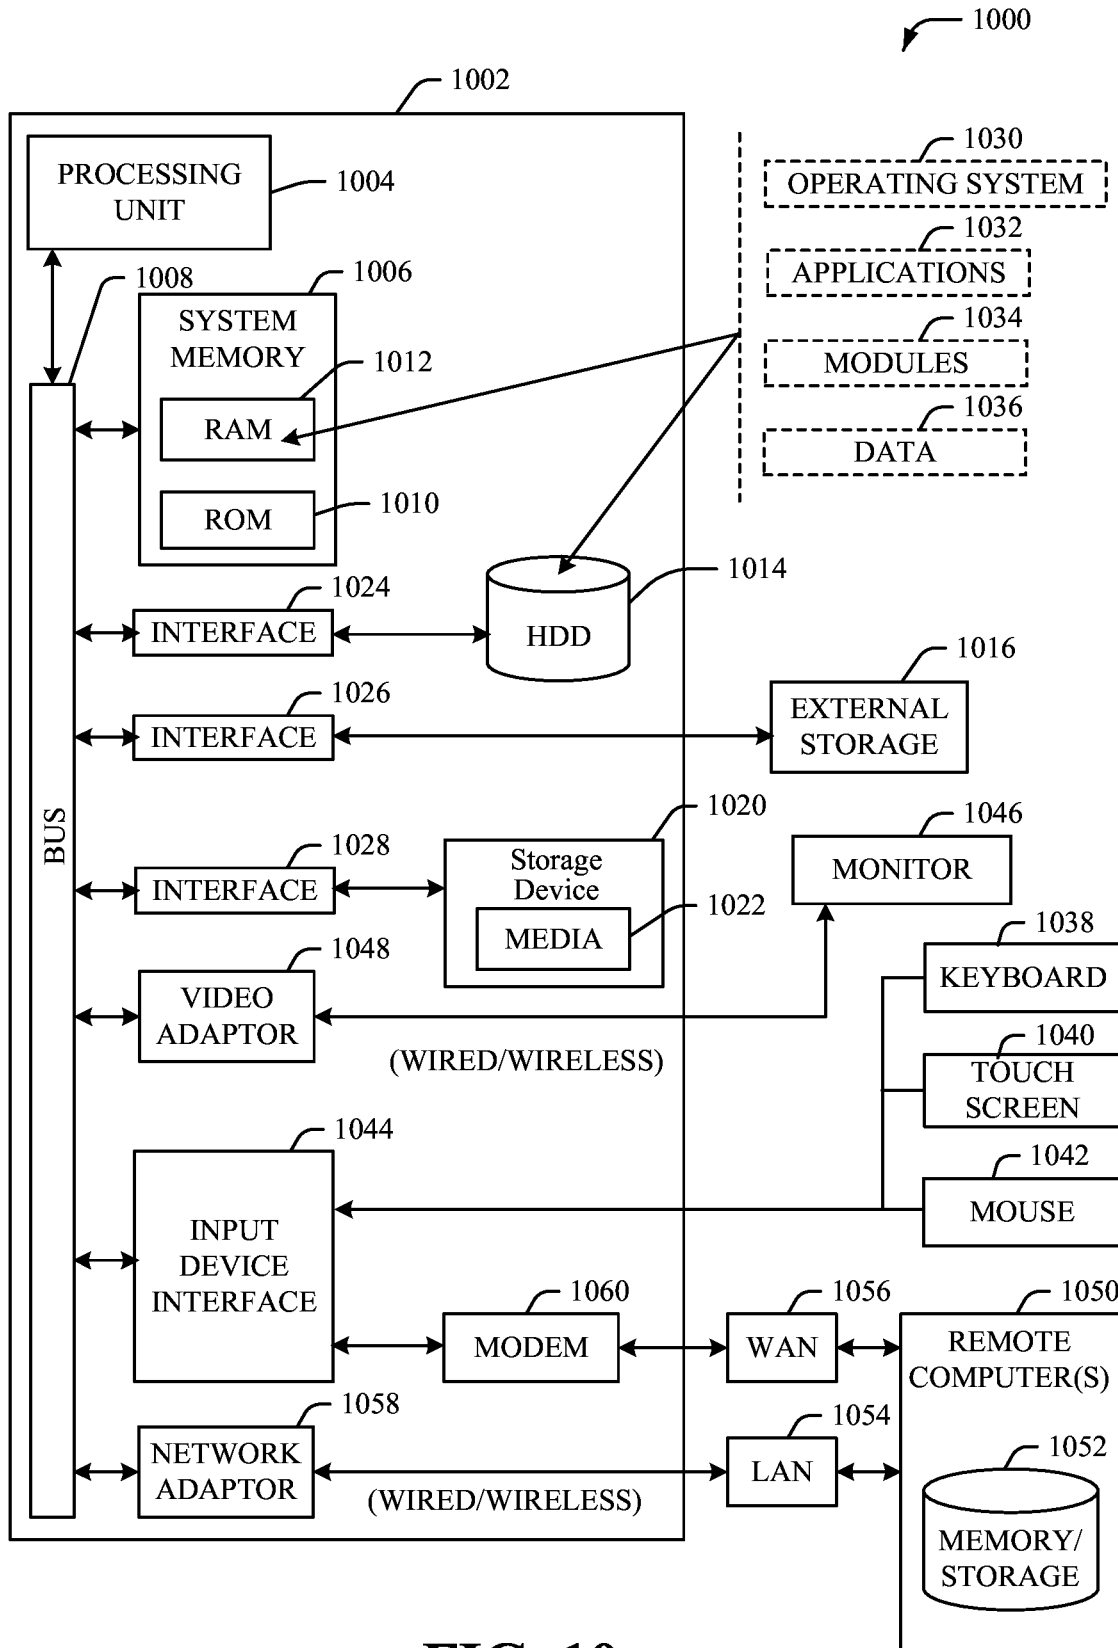 1000
1002
PROCESSING
UNIT
1004
1030
OPERATING SYSTEM
1032
APPLICATIONS
1034
MODULES
1036
DATA
1008
1006
SYSTEM
MEMORY
1012
RAM
1010
ROM
1024
INTERFACE
1014
HDD
1026
INTERFACE
1016
EXTERNAL
STORAGE
BUS
1028
INTERFACE
1020
Storage
Device
1022
MEDIA
1046
MONITOR
1048
VIDEO
ADAPTOR
(WIRED/WIRELESS)
1038
KEYBOARD
1040
TOUCH
SCREEN
1042
MOUSE
1044
INPUT
DEVICE
INTERFACE
1060
MODEM
1056
WAN
1050
REMOTE
COMPUTER(S)
1058
NETWORK
ADAPTOR
(WIRED/WIRELESS)
1054
LAN
1052
MEMORY/
STORAGE
FIG. 10